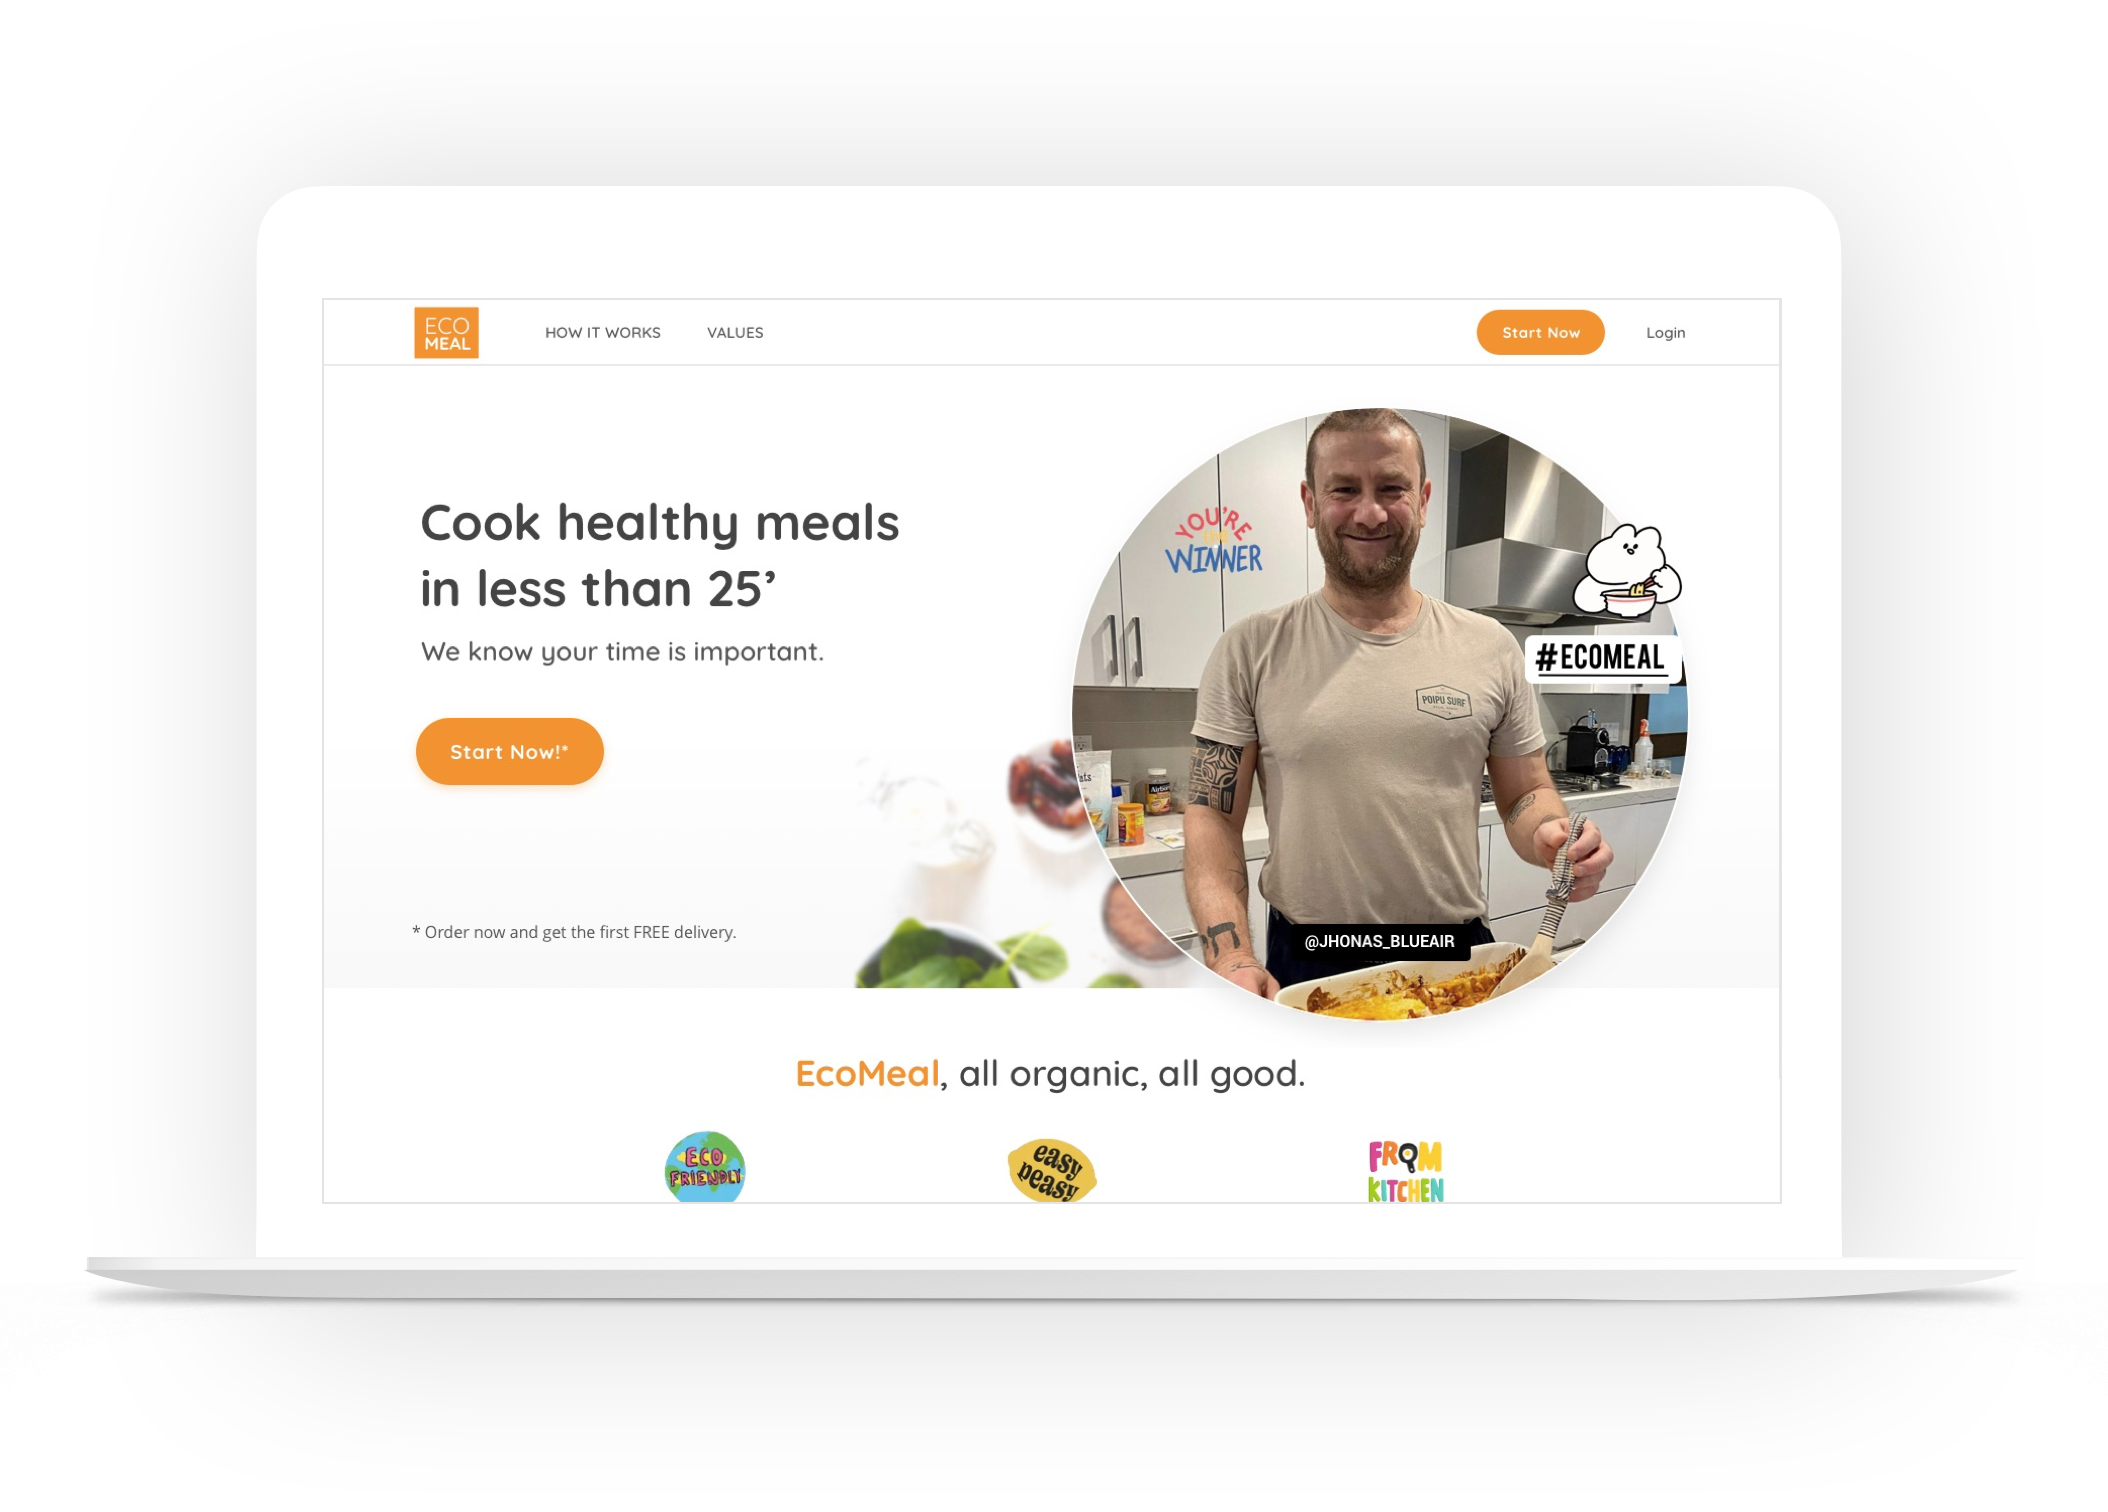 ECO
MEAL
HOW IT WORKS
VALUES
Start Now
Login
Cook healthy meals
in less than 25’
We know your time is important.
Start Now!*
* Order now and get the first FREE delivery.
YOU'RE
THE
WINNER
#ECOMEAL
POIPU SURF
@JHONAS_BLUEAIR
EcoMeal, all organic, all good.
ECO
FRIENDLY
easy
peasy
FROM
KITCHEN